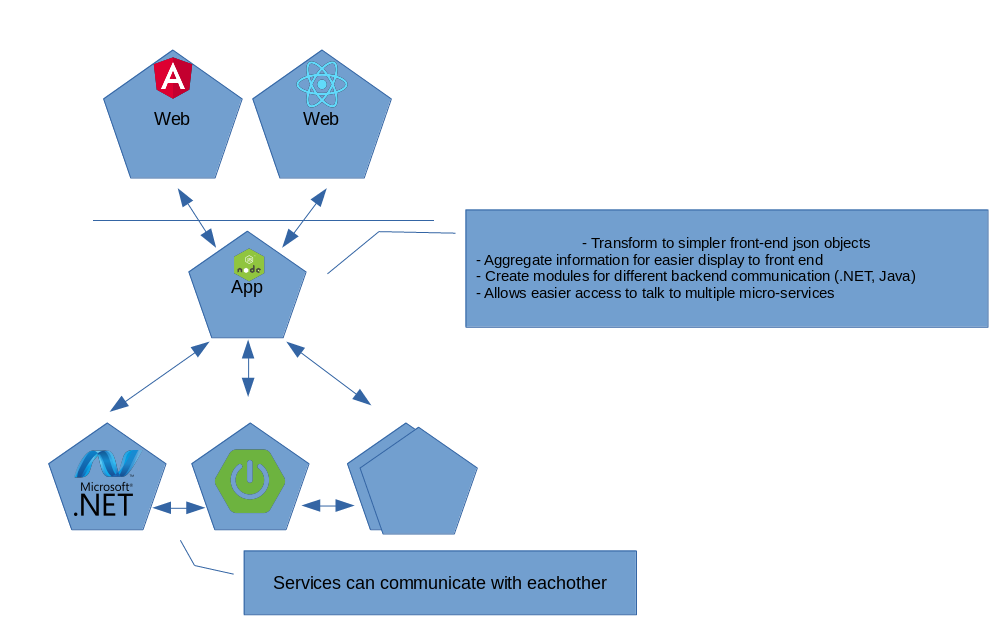 Web
Web
- Transform to simpler front-end json objects
- Aggregate information for easier display to front end
- Create modules for different backend communication (.NET, Java)
- Allows easier access to talk to multiple micro-services
node
App
Microsoft®
.NET
Services can communicate with eachother